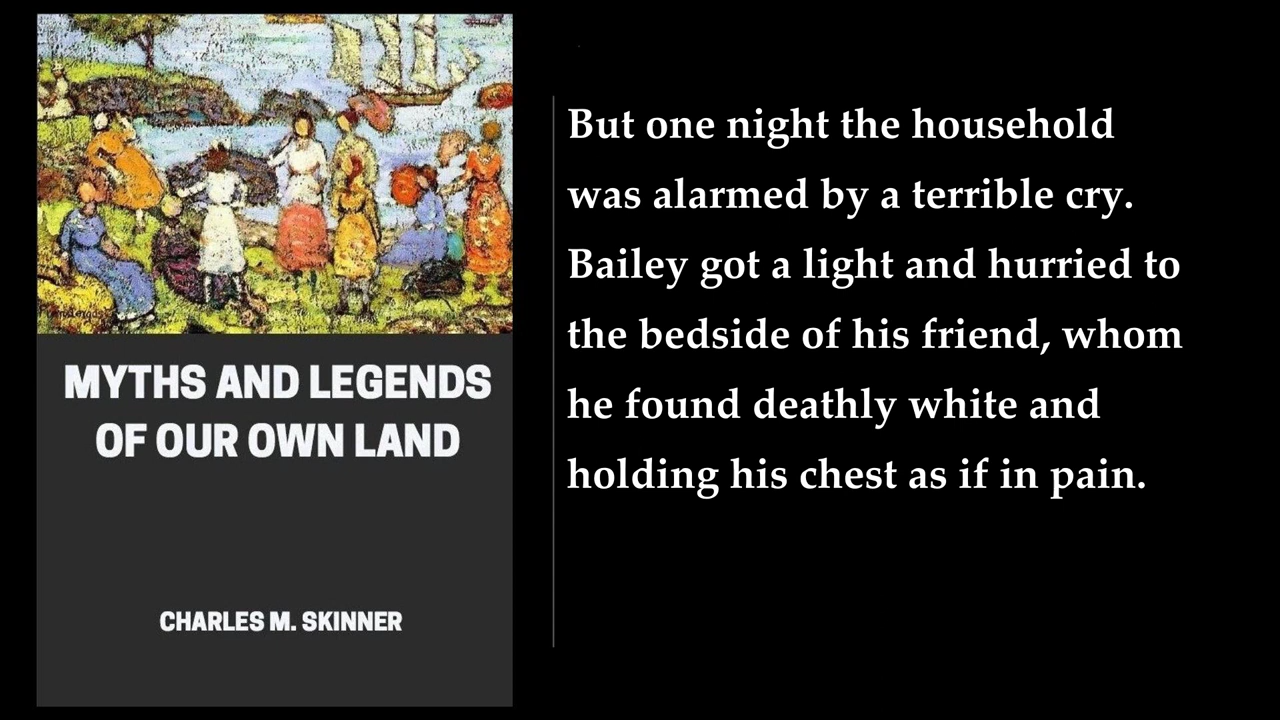 MYTHS AND LEGENDS
OF OUR OWN LAND
CHARLES M. SKINNER
But one night the household
was alarmed by a terrible cry.
Bailey got a light and hurried to
the bedside of his friend, whom
he found deathly white and
holding his chest as if in pain.